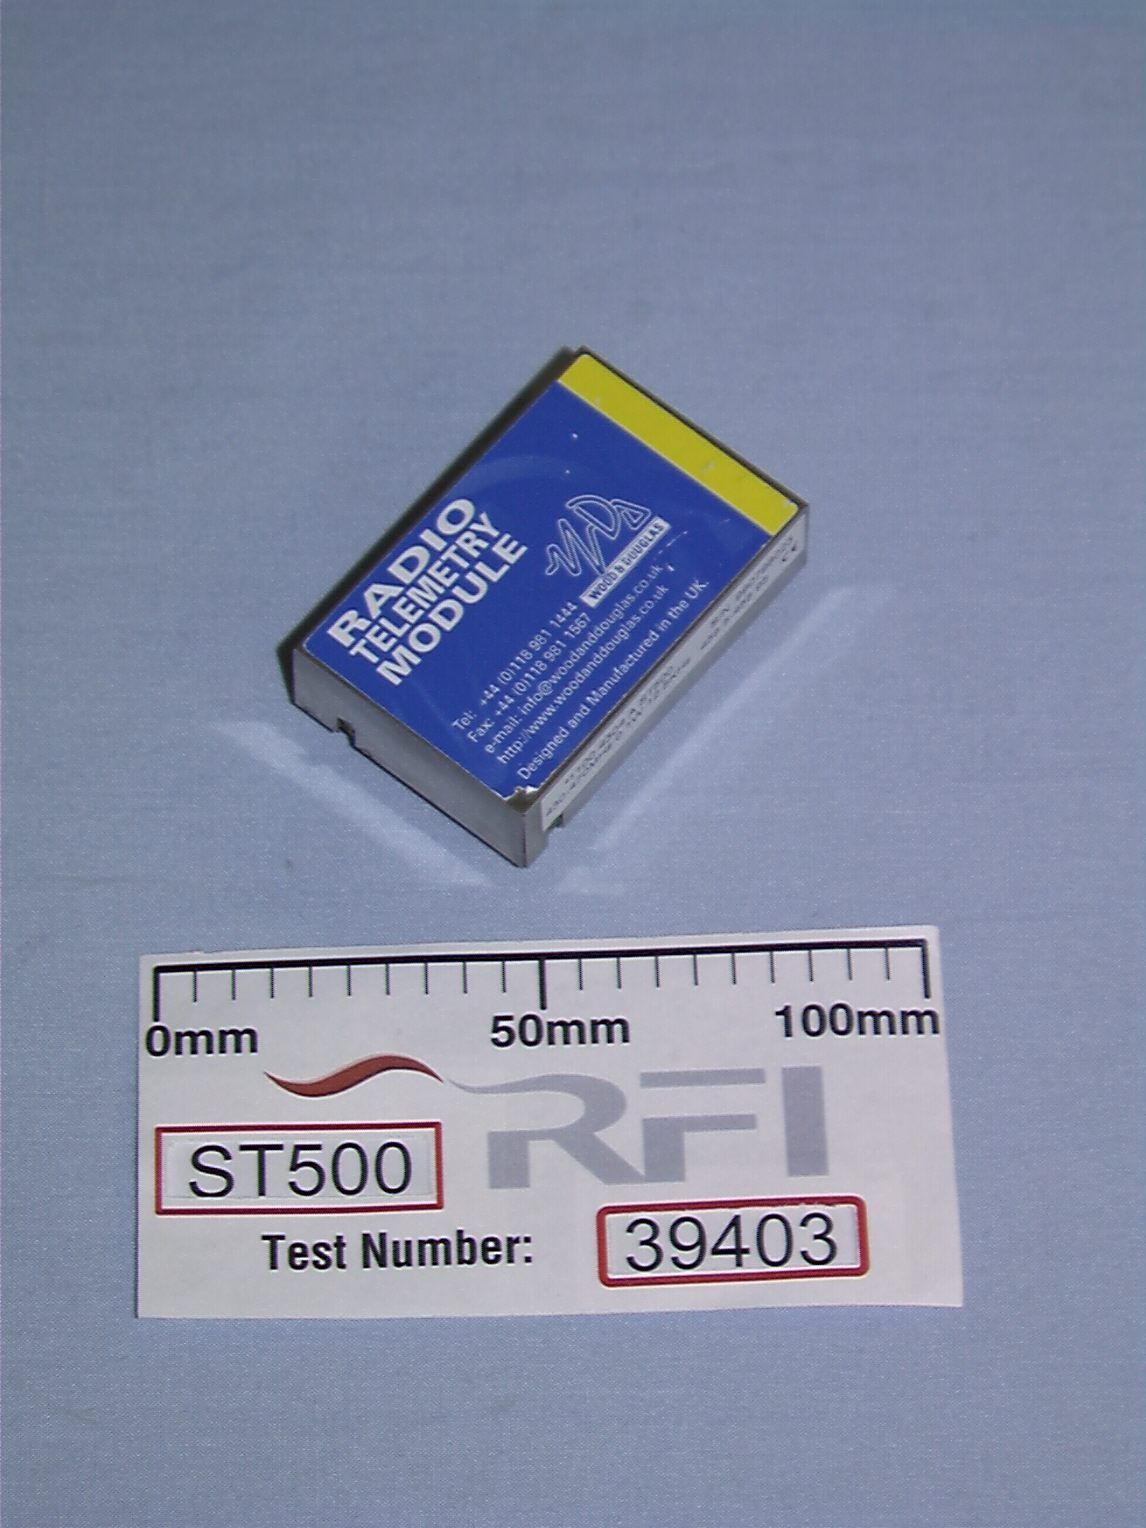 RADIO
TELEMETRY
MODULE
WOOD & DOUGLAS
Tel: +44 (0)118 981 1444
Fax: +44 (0)118 981 1567
e-mail: info@woodanddouglas.co.uk
http://www.woodanddouglas.co.uk
Designed and Manufactured in the UK.
CE
0mm 50mm 100mm
RFI
ST500
Test Number: 39403